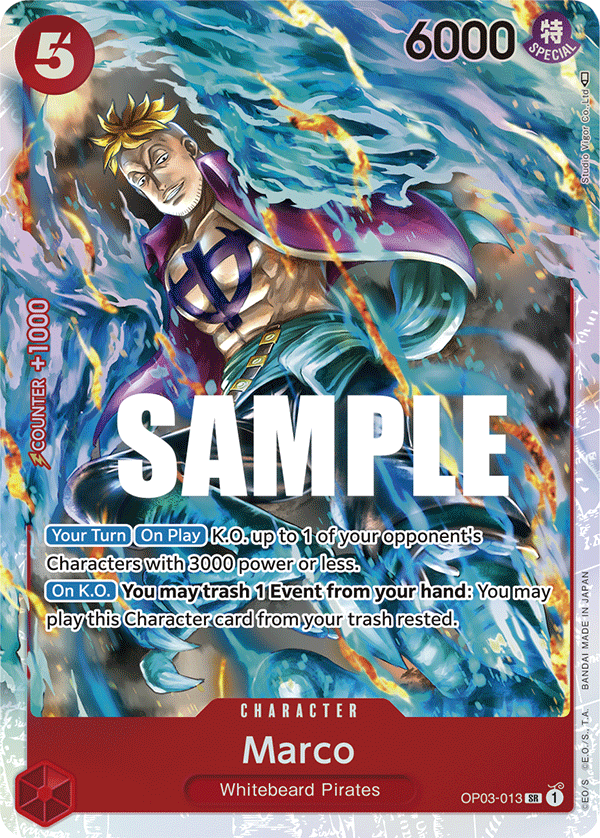 5
6000
特
SPECIAL
Studio Vigor Co.,Ltd.
COUNTER +1000
SAMPLE
Your Turn On Play K.O. up to 1 of your opponent's
Characters with 3000 power or less.
On K.O. You may trash 1 Event from your hand: You may
play this Character card from your trash rested.
CHARACTER
Marco
Whitebeard Pirates
OP03-013 SR 1
©E.O/S ©E.O./S., T.A. BANDAI MADE IN JAPAN